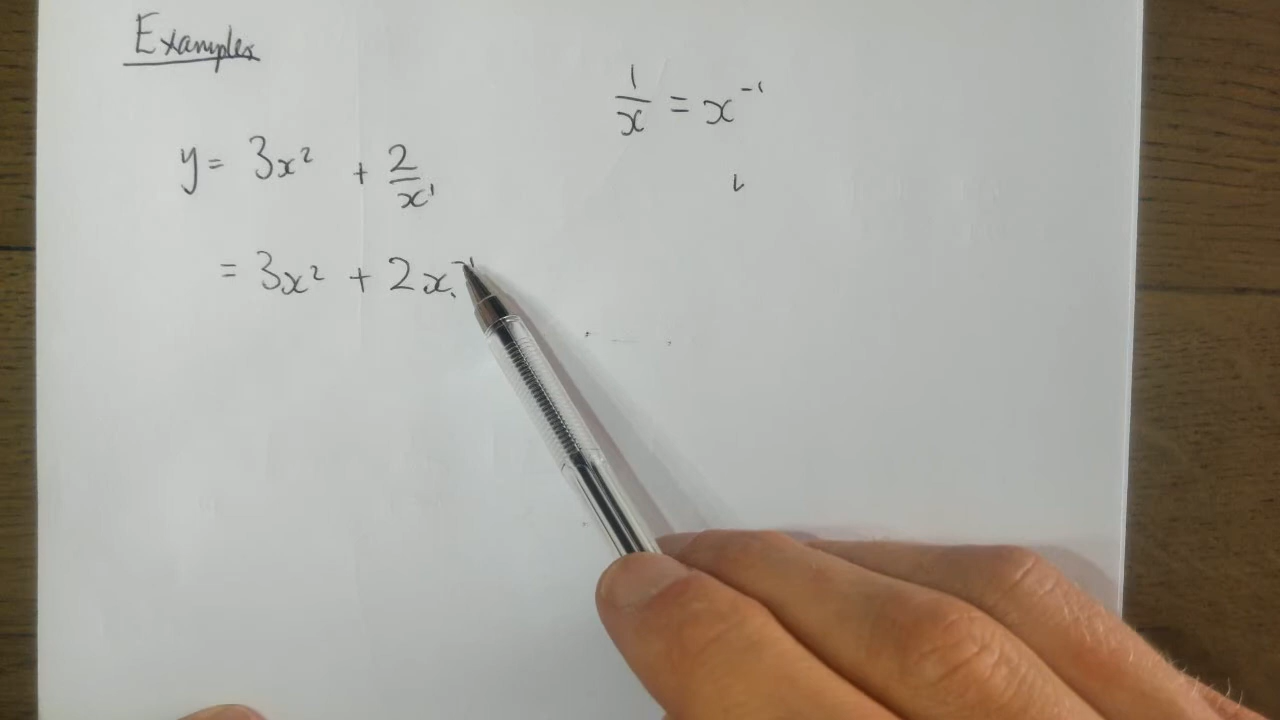 Examples
1/x = x⁻¹
y = 3x² + 2/x¹
= 3x² + 2x⁻¹